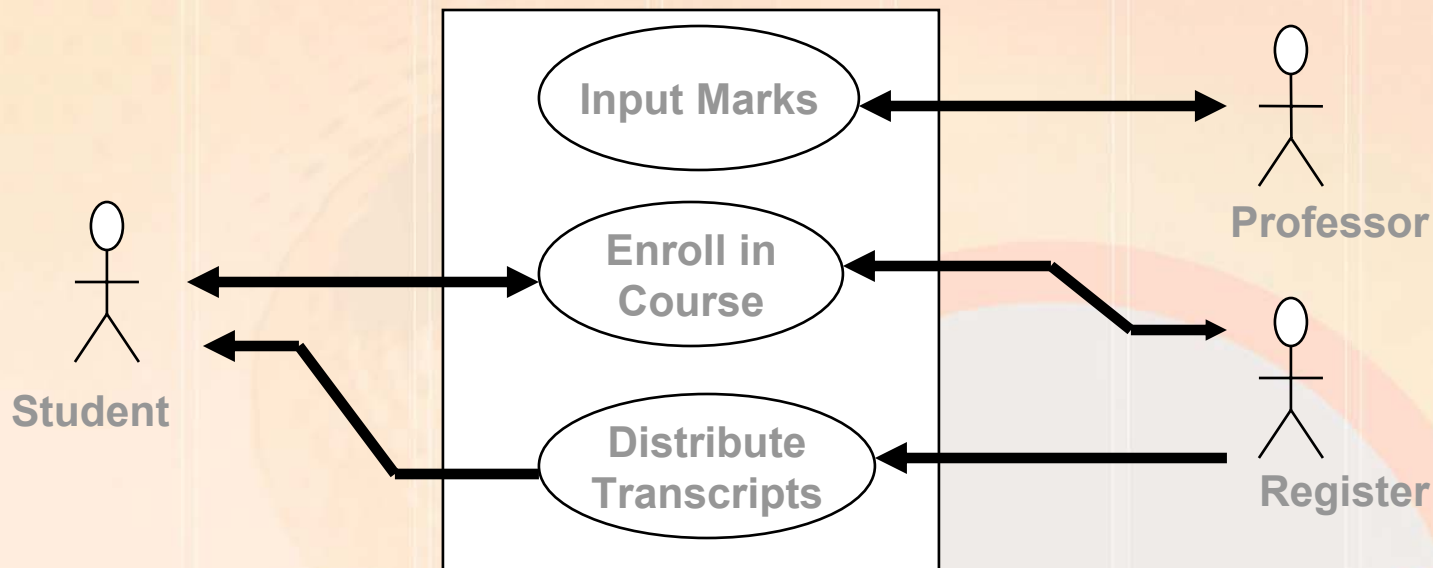 Input Marks
Professor
Enroll in
Course
Student
Distribute
Transcripts
Register